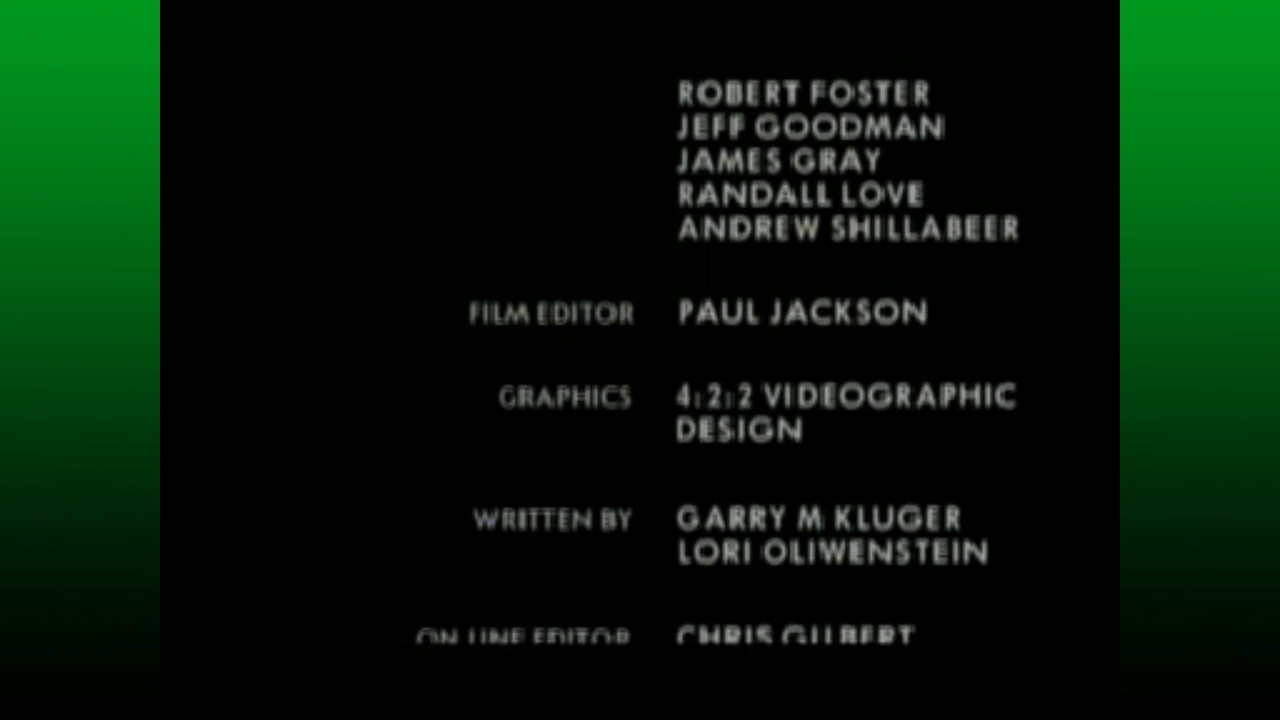 ROBERT FOSTER
JEFF GOODMAN
JAMES GRAY
RANDALL LOVE
ANDREW SHILLABEER
FILM EDITOR PAUL JACKSON
GRAPHICS 4:2:2 VIDEOGRAPHIC
DESIGN
WRITTEN BY GARRY M KLUGER
LORI OLIWENSTEIN
ON LINE EDITOR CHRIS GILBERT